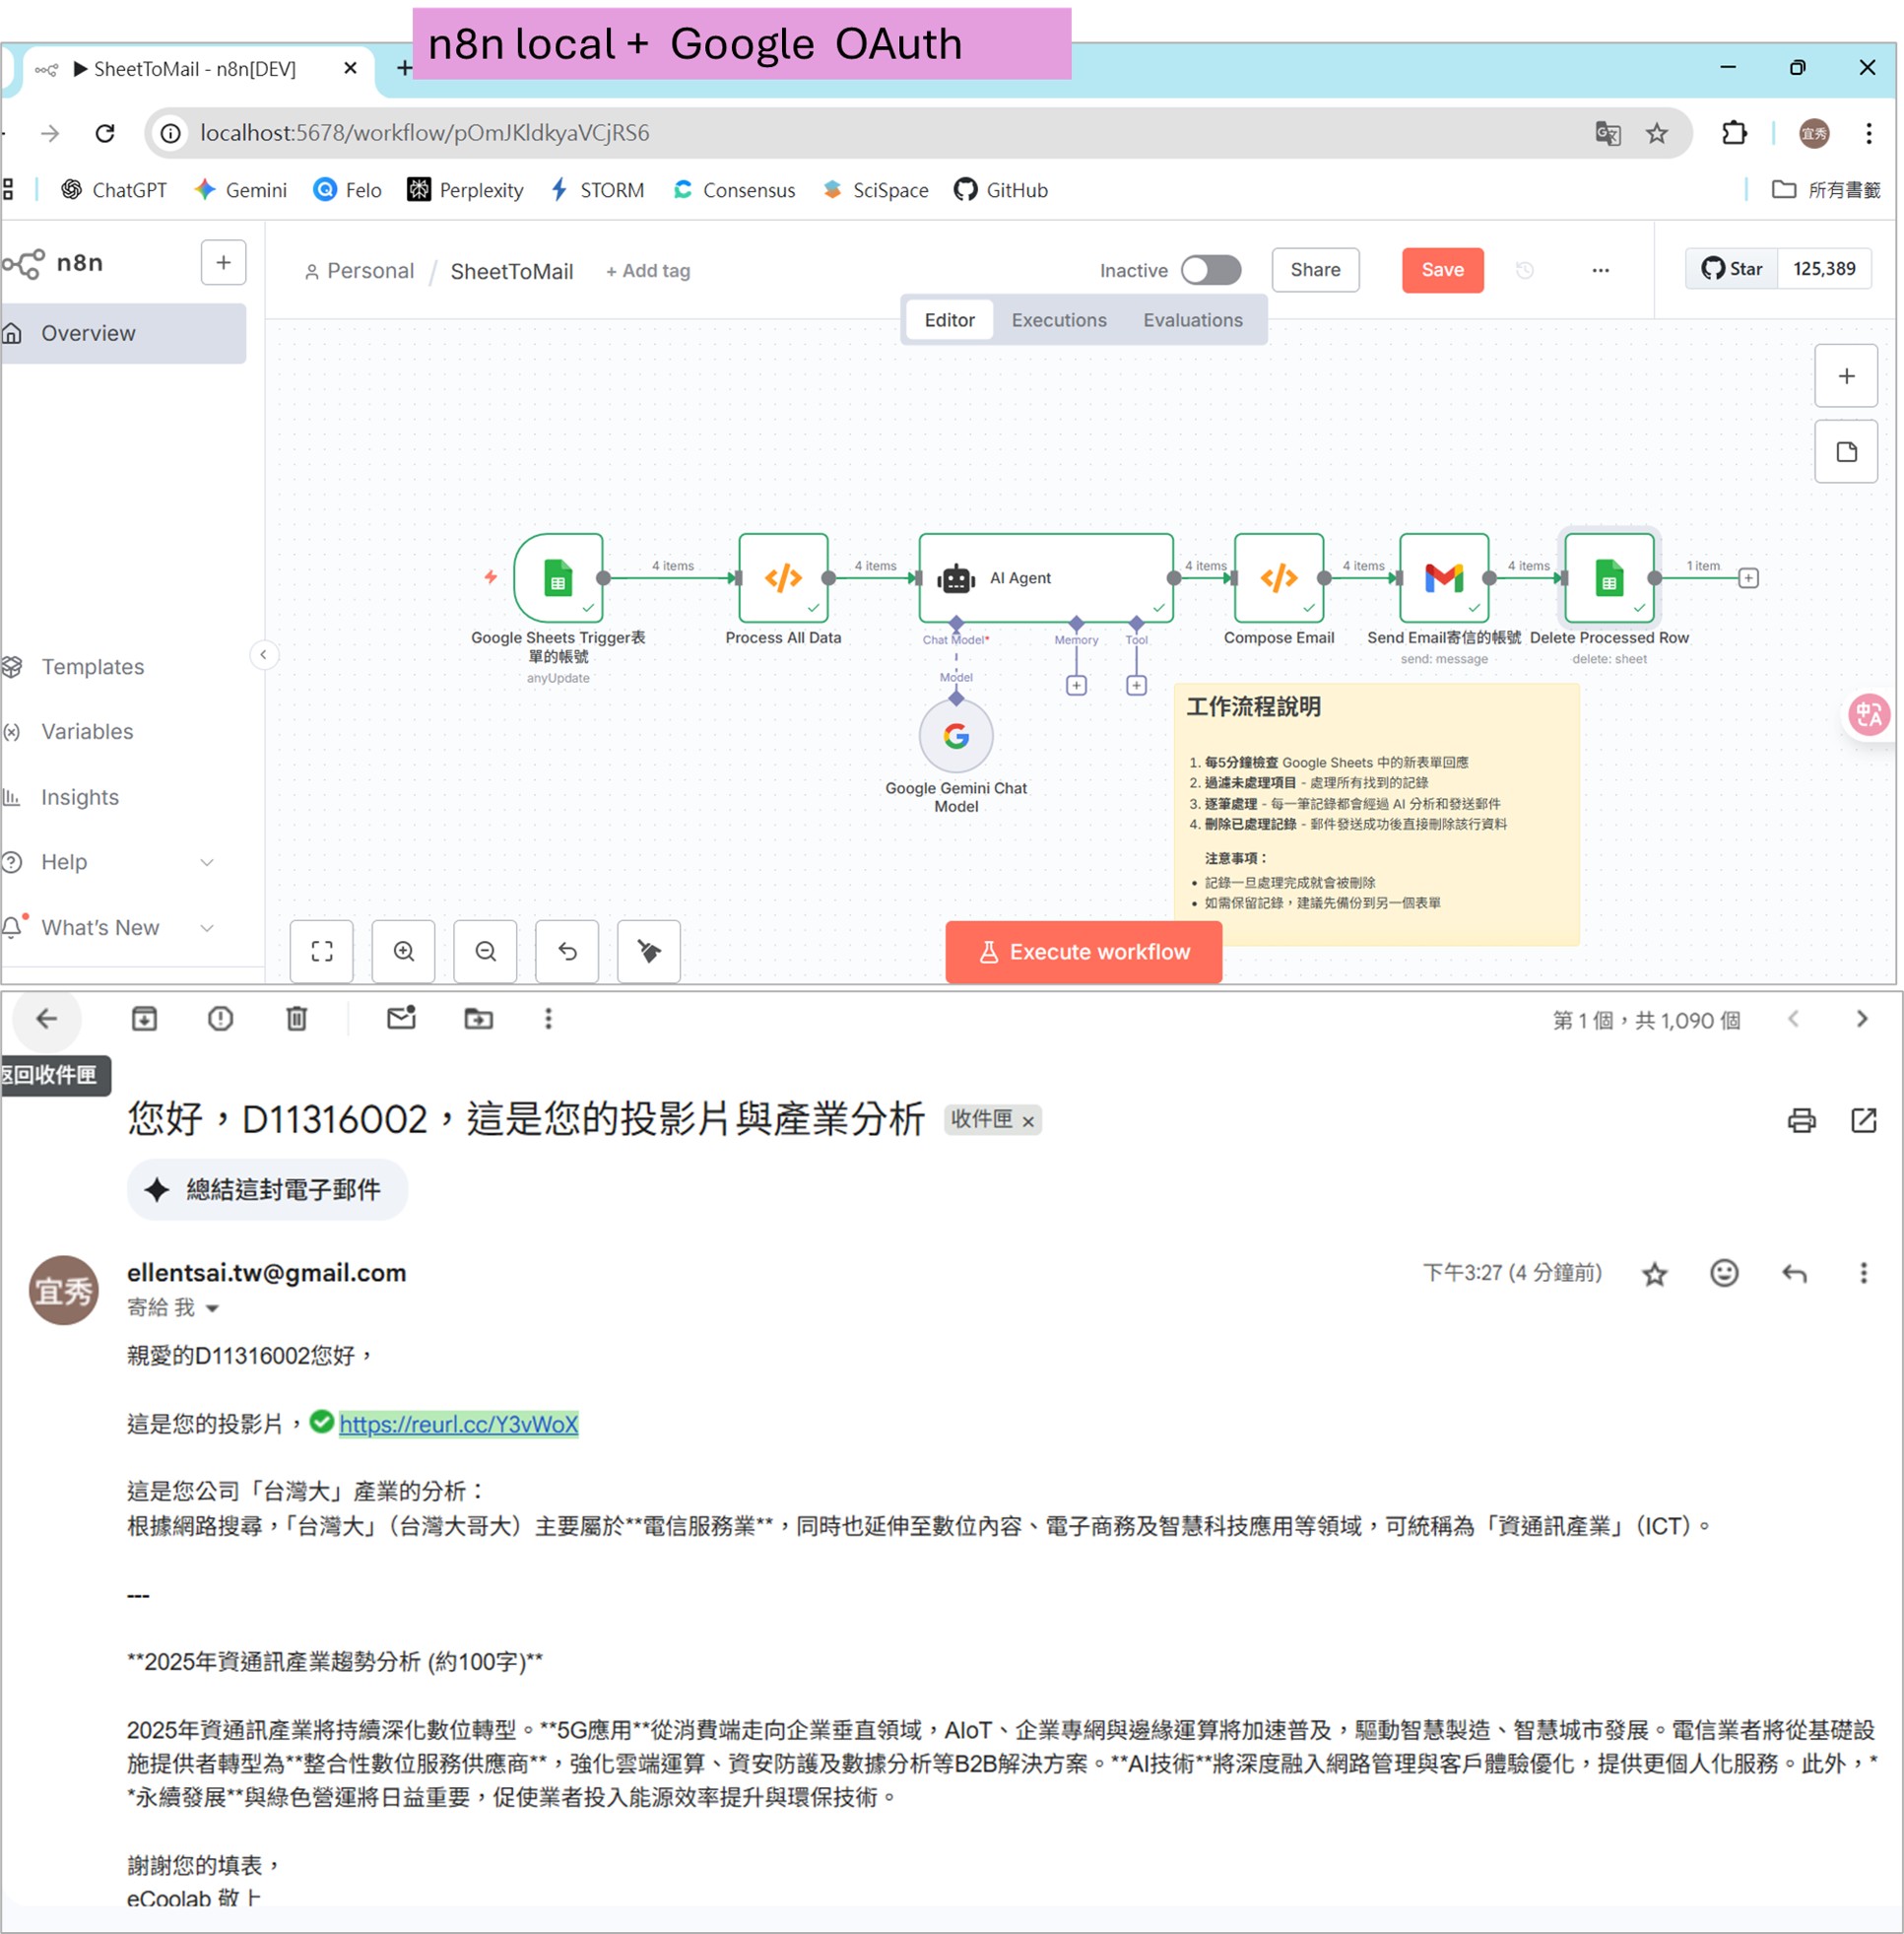 n8n local + Google OAuth
SheetToMail - n8n[DEV]
localhost:5678/workflow/pOmJKldkyaVCjRS6
宜秀
ChatGPT
Gemini
Felo
Perplexity
STORM
Consensus
SciSpace
GitHub
所有書籤
n8n
Personal / SheetToMail + Add tag
Inactive
Share
Save
Star 125,389
Editor Executions Evaluations
Overview
Templates
Variables
Insights
Help
What's New
4 items
4 items
4 items
4 items
4 items
1 item
AI Agent
Google Sheets Trigger表
單的帳號
anyUpdate
Process All Data
Chat Model*
Memory
Tool
Model
Google Gemini Chat
Model
Compose Email
Send Email寄信的帳號
send: message
Delete Processed Row
delete: sheet
工作流程說明
1. 每5分鐘檢查 Google Sheets 中的新表單回應
2. 過濾未處理項目 - 處理所有找到的記錄
3. 逐筆處理 - 每一筆記錄都會經過 AI 分析和發送郵件
4. 刪除已處理記錄 - 郵件發送成功後直接刪除該行資料
注意事項：
• 記錄一旦處理完成就會被刪除
• 如需保留記錄，建議先備份到另一個表單
Execute workflow
第 1 個，共 1,090 個
返回收件匣
您好，D11316002，這是您的投影片與產業分析
收件匣 ×
總結這封電子郵件
宜秀
ellentsai.tw@gmail.com
下午3:27 (4 分鐘前)
寄給 我
親愛的D11316002您好，
這是您的投影片，https://reurl.cc/Y3vWoX
這是您公司「台灣大」產業的分析：
根據網路搜尋，「台灣大」（台灣大哥大）主要屬於**電信服務業**，同時也延伸至數位內容、電子商務及智慧科技應用等領域，可統稱為「資通訊產業」（ICT）。
---
**2025年資通訊產業趨勢分析 (約100字)**
2025年資通訊產業將持續深化數位轉型。**5G應用**從消費端走向企業垂直領域，AIoT、企業專網與邊緣運算將加速普及，驅動智慧製造、智慧城市發展。電信業者將從基礎設
施提供者轉型為**整合性數位服務供應商**，強化雲端運算、資安防護及數據分析等B2B解決方案。**AI技術**將深度融入網路管理與客戶體驗優化，提供更個人化服務。此外，*
*永續發展**與綠色營運將日益重要，促使業者投入能源效率提升與環保技術。
謝謝您的填表，
eCoolab 敬上